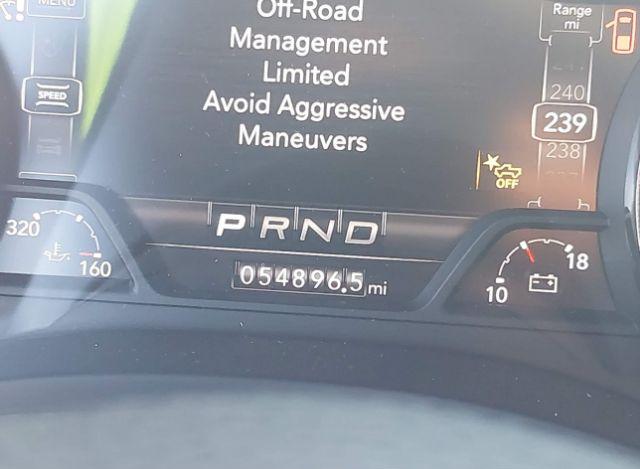 MENU
Off-Road
Management
Limited
Avoid Aggressive
Maneuvers
Range
mi
240
239
238
SPEED
OFF
PRND
320
160
054896.5 mi
10
18